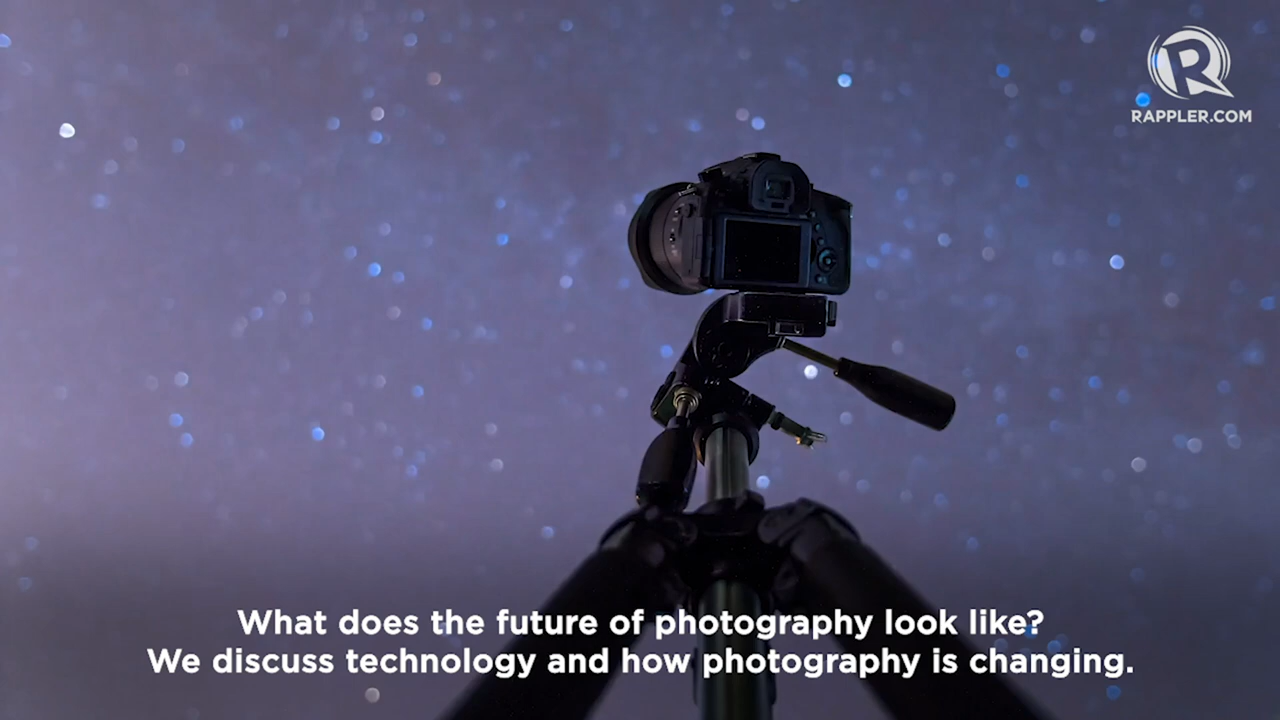 RAPPLER.COM
What does the future of photography look like?
We discuss technology and how photography is changing.